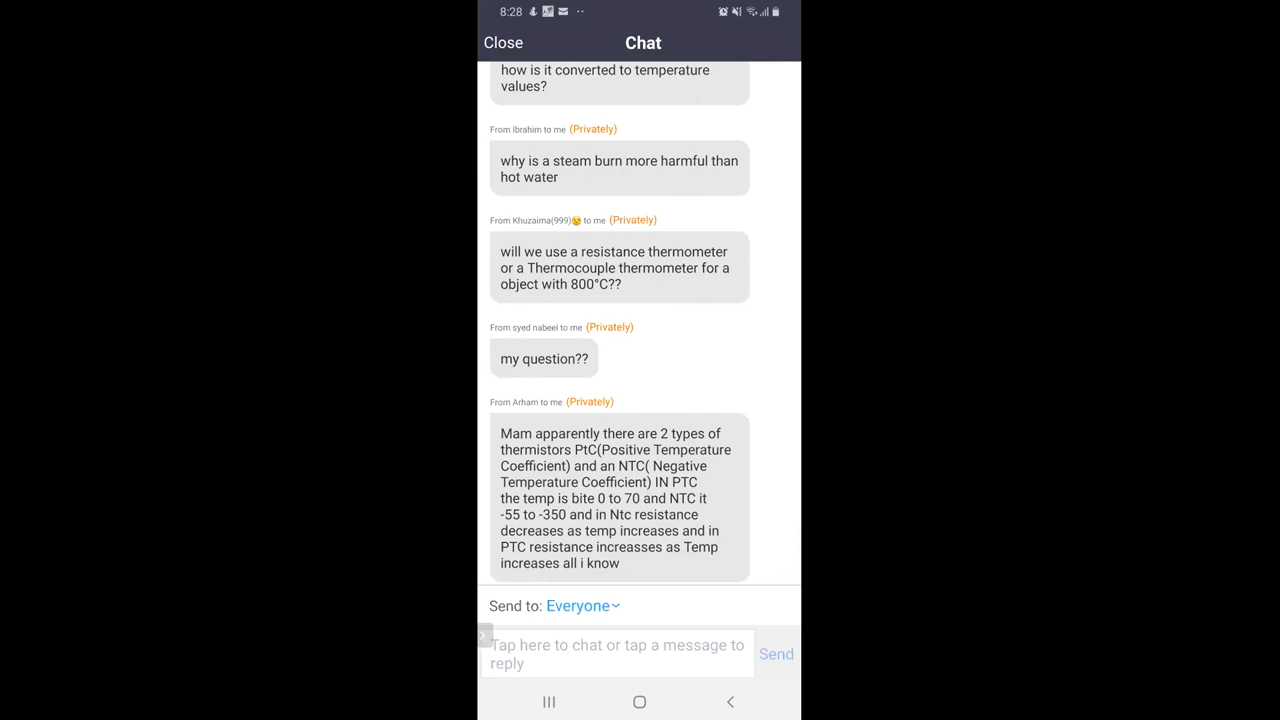 8:28
Close
Chat
how is it converted to temperature
values?
From Ibrahim to me (Privately)
why is a steam burn more harmful than
hot water
From Khuzaima(999)😢 to me (Privately)
will we use a resistance thermometer
or a Thermocouple thermometer for a
object with 800°C??
From syed nabeel to me (Privately)
my question??
From Arham to me (Privately)
Mam apparently there are 2 types of
thermistors PtC(Positive Temperature
Coefficient) and an NTC( Negative
Temperature Coefficient) IN PTC
the temp is bite 0 to 70 and NTC it
-55 to -350 and in Ntc resistance
decreases as temp increases and in
PTC resistance increasses as Temp
increases all i know
Send to: Everyone
Tap here to chat or tap a message to
reply
Send